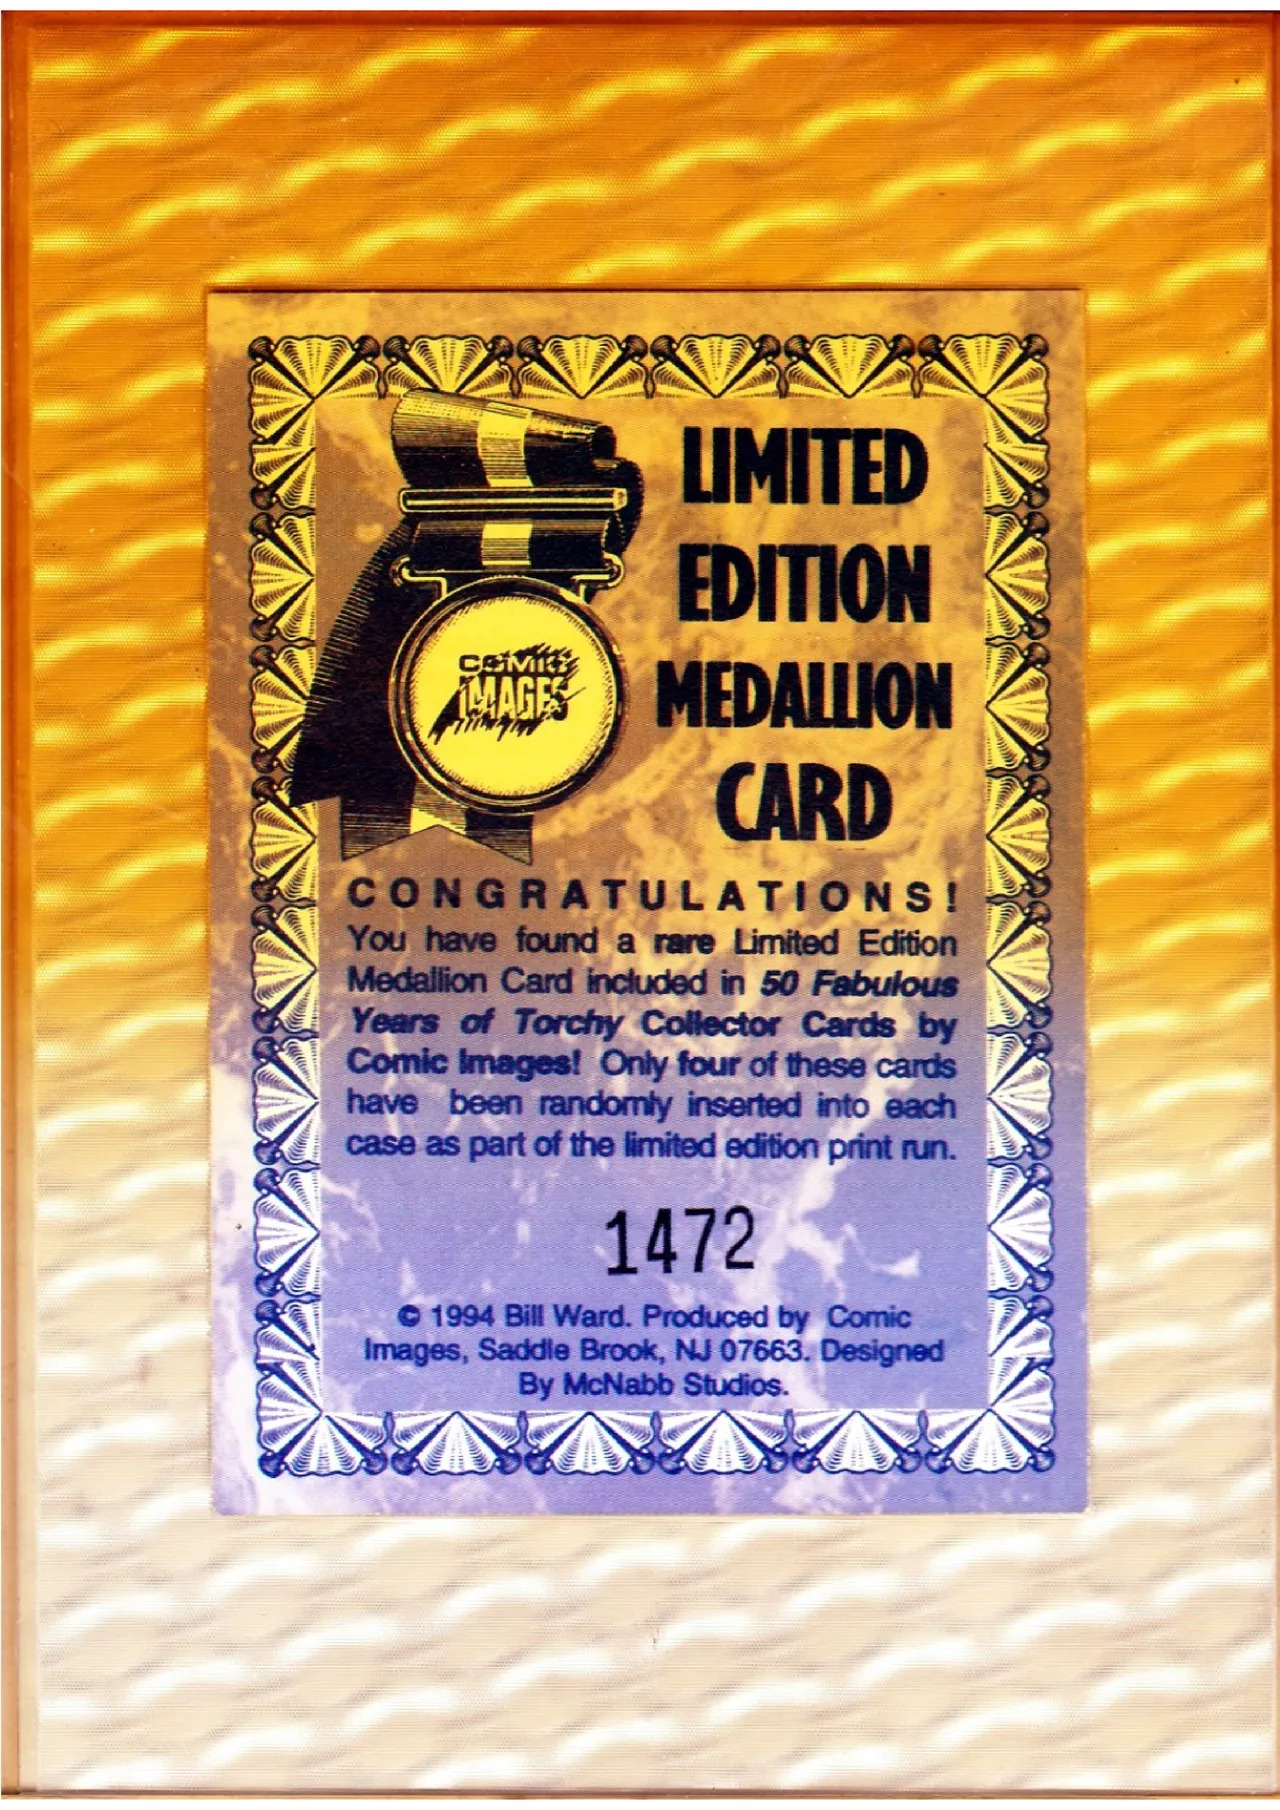 LIMITED
EDITION
MEDALLION
CARD
COMIC
IMAGES
CONGRATULATIONS!
You have found a rare Limited Edition
Medallion Card included in 50 Fabulous
Years of Torchy Collector Cards by
Comic Images! Only four of these cards
have been randomly inserted into each
case as part of the limited edition print run.
1472
© 1994 Bill Ward. Produced by Comic
Images, Saddle Brook, NJ 07663. Designed
By McNabb Studios.